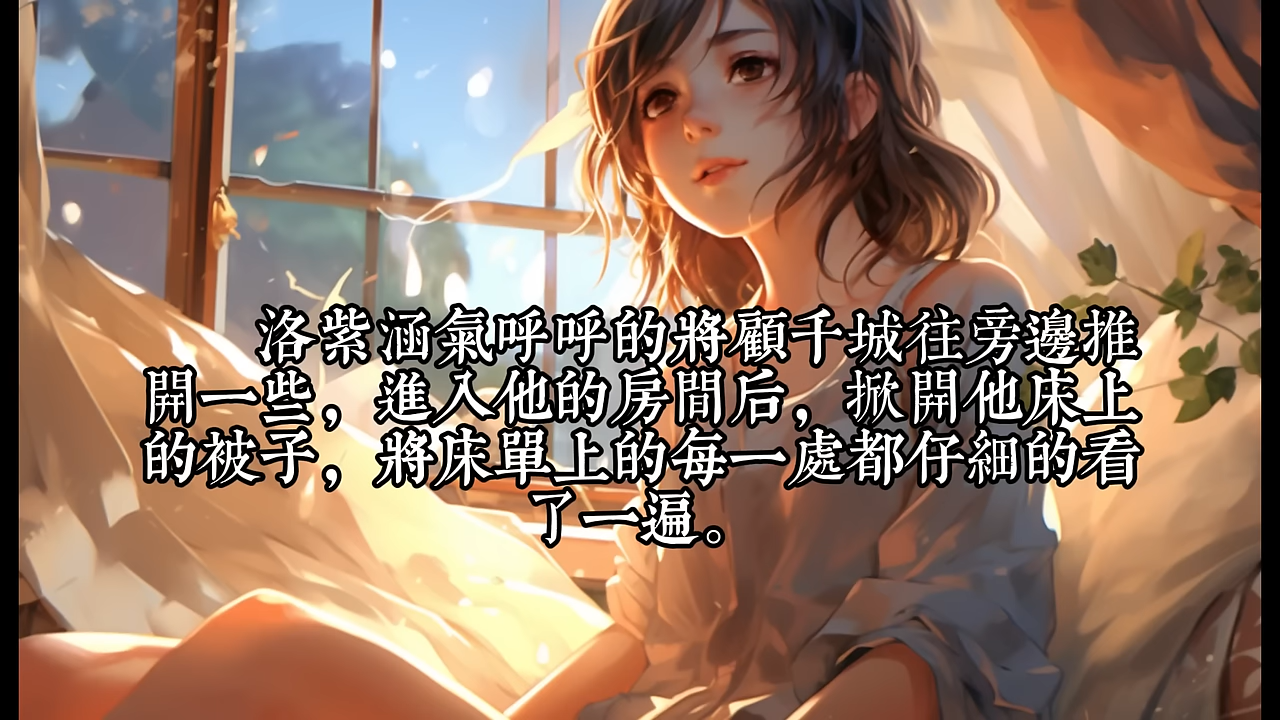 洛紫涵氣呼呼的將顧千城往旁邊推
開一些，進入他的房間后，掀開他床上
的被子，將床單上的每一處都仔細的看
了一遍。